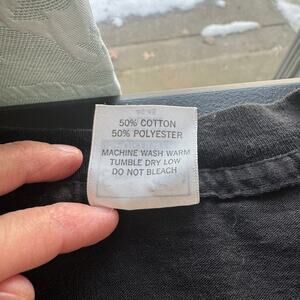 50% COTTON
50% POLYESTER
MACHINE WASH WARM
TUMBLE DRY LOW
DO NOT BLEACH